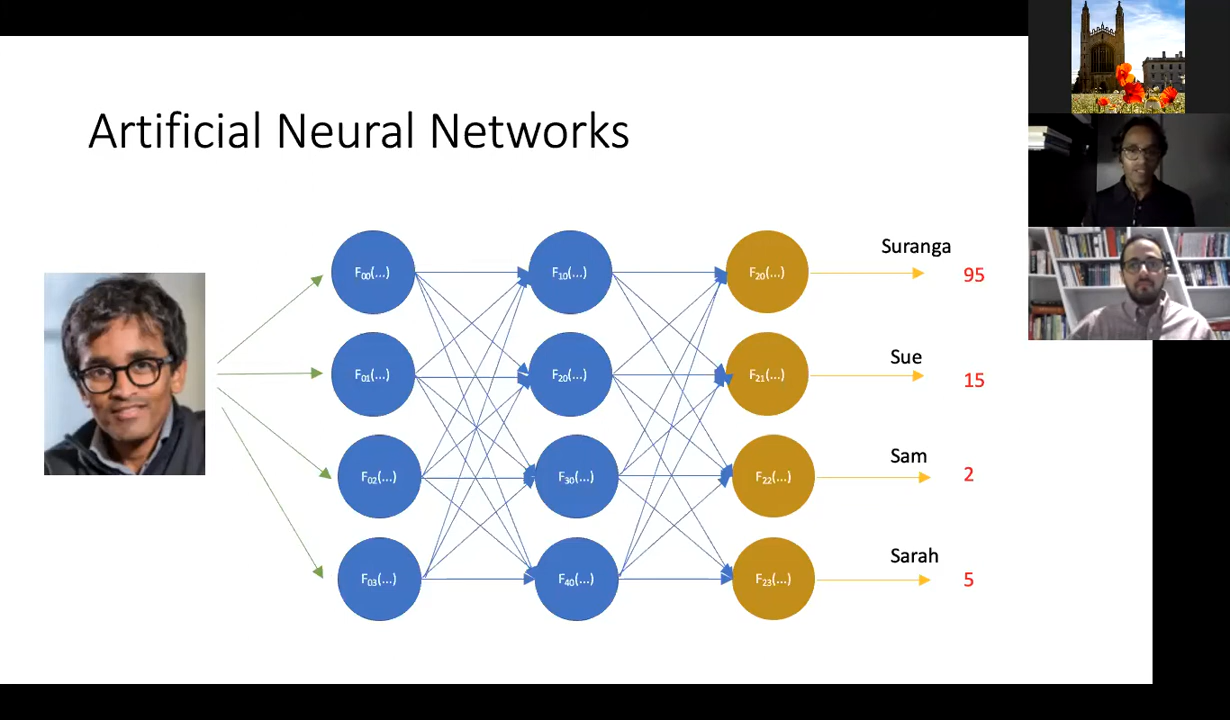 Artificial Neural Networks
F00(...)
F10(...)
F20(...)
Suranga
95
F01(...)
F20(...)
F21(...)
Sue
15
F02(...)
F30(...)
F22(...)
Sam
2
F03(...)
F40(...)
F23(...)
Sarah
5